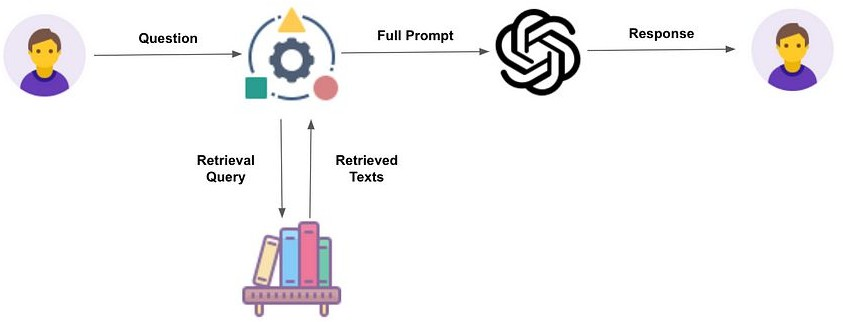 Question
Full Prompt
Response
Retrieval
Query
Retrieved
Texts